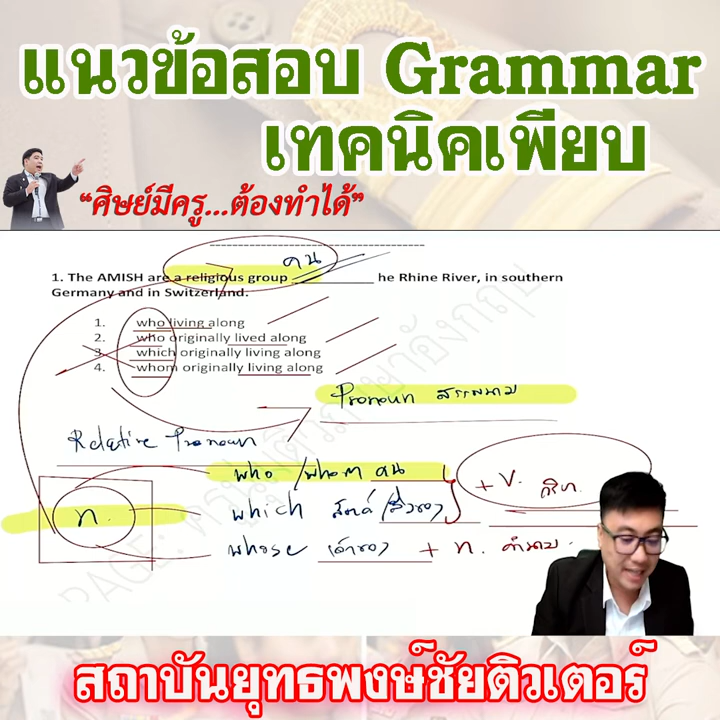 แนวข้อสอบ Grammar
เทคนิคเพียบ
“ศิษย์มีครู...ต้องทำได้”
คน
1. The AMISH are a religious group ____________ he Rhine River, in southern
Germany and in Switzerland.
1. who living along
2. who originally lived along
3. which originally living along
4. whom originally living along
Pronoun สรรพนาม
Relative Pronoun
who / whom คน
+ V. กริยา
n.
which สัตว์/สิ่งของ
whose เจ้าของ + n. คำนาม
สถาบันยุทธพงษ์ชัยติวเตอร์